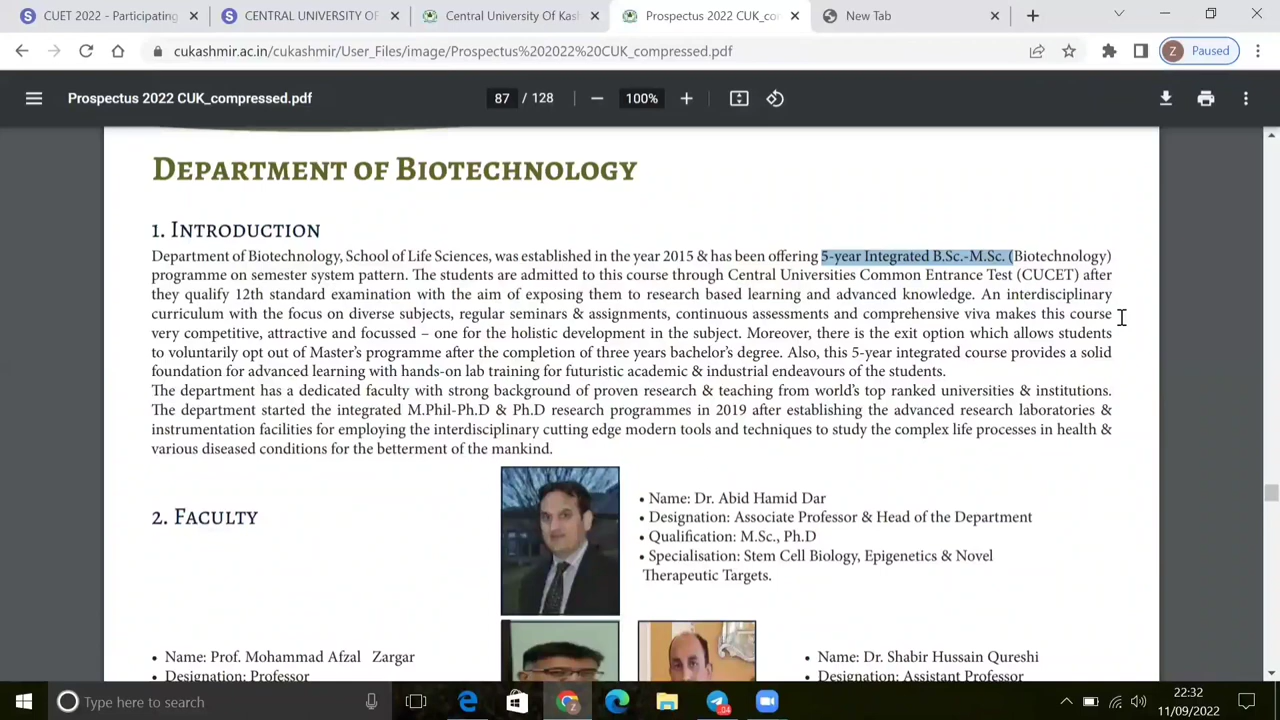 CUET 2022 - Participating
CENTRAL UNIVERSITY OF
Central University Of Kas
Prospectus 2022 CUK_con
New Tab
cukashmir.ac.in/cukashmir/User_Files/image/Prospectus%202022%20CUK_compressed.pdf
Z Paused
Prospectus 2022 CUK_compressed.pdf
87 / 128
100%
DEPARTMENT OF BIOTECHNOLOGY
1. INTRODUCTION
Department of Biotechnology, School of Life Sciences, was established in the year 2015 & has been offering 5-year Integrated B.Sc.-M.Sc. (Biotechnology)
programme on semester system pattern. The students are admitted to this course through Central Universities Common Entrance Test (CUCET) after
they qualify 12th standard examination with the aim of exposing them to research based learning and advanced knowledge. An interdisciplinary
curriculum with the focus on diverse subjects, regular seminars & assignments, continuous assessments and comprehensive viva makes this course
very competitive, attractive and focussed – one for the holistic development in the subject. Moreover, there is the exit option which allows students
to voluntarily opt out of Master's programme after the completion of three years bachelor's degree. Also, this 5-year integrated course provides a solid
foundation for advanced learning with hands-on lab training for futuristic academic & industrial endeavours of the students.
The department has a dedicated faculty with strong background of proven research & teaching from world's top ranked universities & institutions.
The department started the integrated M.Phil-Ph.D & Ph.D research programmes in 2019 after establishing the advanced research laboratories &
instrumentation facilities for employing the interdisciplinary cutting edge modern tools and techniques to study the complex life processes in health &
various diseased conditions for the betterment of the mankind.
2. FACULTY
• Name: Dr. Abid Hamid Dar
• Designation: Associate Professor & Head of the Department
• Qualification: M.Sc., Ph.D
• Specialisation: Stem Cell Biology, Epigenetics & Novel
Therapeutic Targets.
• Name: Prof. Mohammad Afzal Zargar
• Designation: Professor
• Name: Dr. Shabir Hussain Qureshi
• Designation: Assistant Professor
Type here to search
04
22:32
11/09/2022